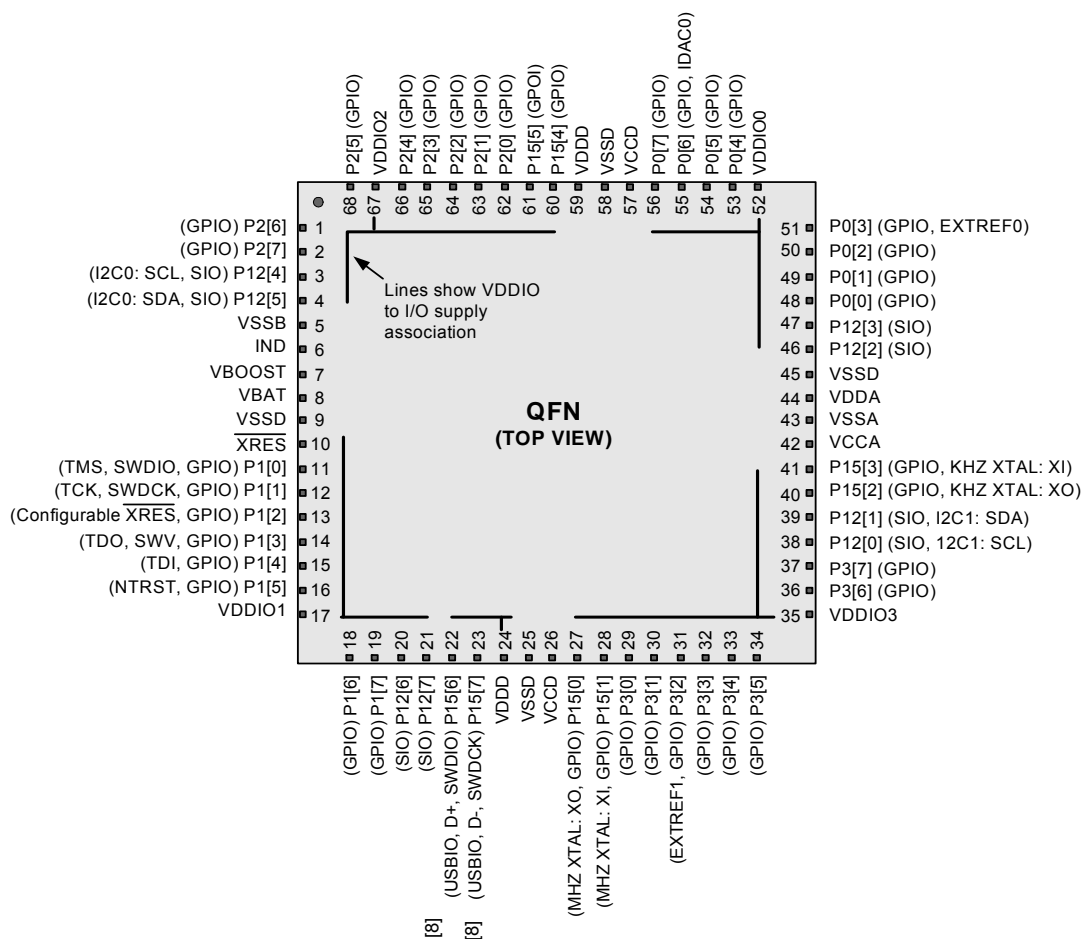 P2[5] (GPIO)
VDDIO2
P2[4] (GPIO)
P2[3] (GPIO)
P2[2] (GPIO)
P2[1] (GPIO)
P2[0] (GPIO)
P15[5] (GPOI)
P15[4] (GPIO)
VDDD
VSSD
VCCD
P0[7] (GPIO)
P0[6] (GPIO, IDAC0)
P0[5] (GPIO)
P0[4] (GPIO)
VDDIO0
68 67 66 65 64 63 62 61 60 59 58 57 56 55 54 53 52
(GPIO) P2[6] 1
(GPIO) P2[7] 2
(I2C0: SCL, SIO) P12[4] 3
(I2C0: SDA, SIO) P12[5] 4
VSSB 5
IND 6
VBOOST 7
VBAT 8
VSSD 9
XRES 10
(TMS, SWDIO, GPIO) P1[0] 11
(TCK, SWDCK, GPIO) P1[1] 12
(Configurable XRES, GPIO) P1[2] 13
(TDO, SWV, GPIO) P1[3] 14
(TDI, GPIO) P1[4] 15
(NTRST, GPIO) P1[5] 16
VDDIO1 17
Lines show VDDIO
to I/O supply
association
QFN
(TOP VIEW)
51 P0[3] (GPIO, EXTREF0)
50 P0[2] (GPIO)
49 P0[1] (GPIO)
48 P0[0] (GPIO)
47 P12[3] (SIO)
46 P12[2] (SIO)
45 VSSD
44 VDDA
43 VSSA
42 VCCA
41 P15[3] (GPIO, KHZ XTAL: XI)
40 P15[2] (GPIO, KHZ XTAL: XO)
39 P12[1] (SIO, I2C1: SDA)
38 P12[0] (SIO, 12C1: SCL)
37 P3[7] (GPIO)
36 P3[6] (GPIO)
35 VDDIO3
18 19 20 21 22 23 24 25 26 27 28 29 30 31 32 33 34
(GPIO) P1[6]
(GPIO) P1[7]
(SIO) P12[6]
(SIO) P12[7]
[8] (USBIO, D+, SWDIO) P15[6]
[8] (USBIO, D-, SWDCK) P15[7]
VDDD
VSSD
VCCD
(MHZ XTAL: XO, GPIO) P15[0]
(MHZ XTAL: XI, GPIO) P15[1]
(GPIO) P3[0]
(GPIO) P3[1]
(EXTREF1, GPIO) P3[2]
(GPIO) P3[3]
(GPIO) P3[4]
(GPIO) P3[5]